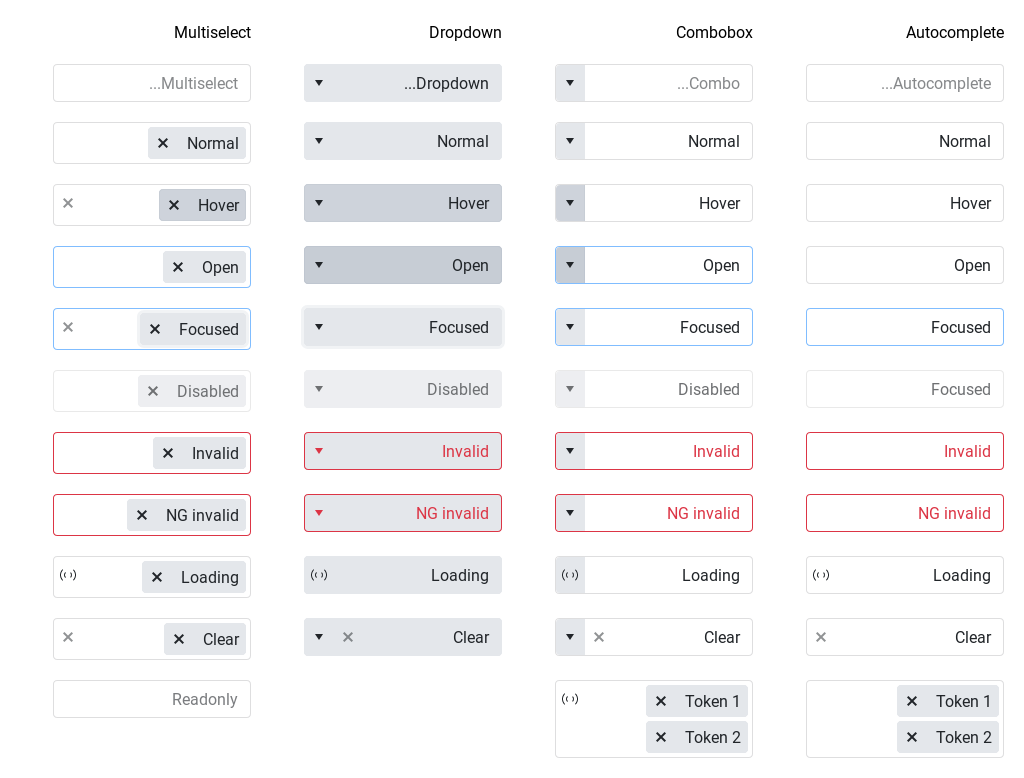 Multiselect
Dropdown
Combobox
Autocomplete
...Multiselect
...Dropdown
...Combo
...Autocomplete
Normal
Normal
Normal
Normal
Hover
Hover
Hover
Hover
Open
Open
Open
Open
Focused
Focused
Focused
Focused
Disabled
Disabled
Disabled
Focused
Invalid
Invalid
Invalid
Invalid
NG invalid
NG invalid
NG invalid
NG invalid
Loading
Loading
Loading
Loading
Clear
Clear
Clear
Clear
Readonly
Token 1
Token 1
Token 2
Token 2